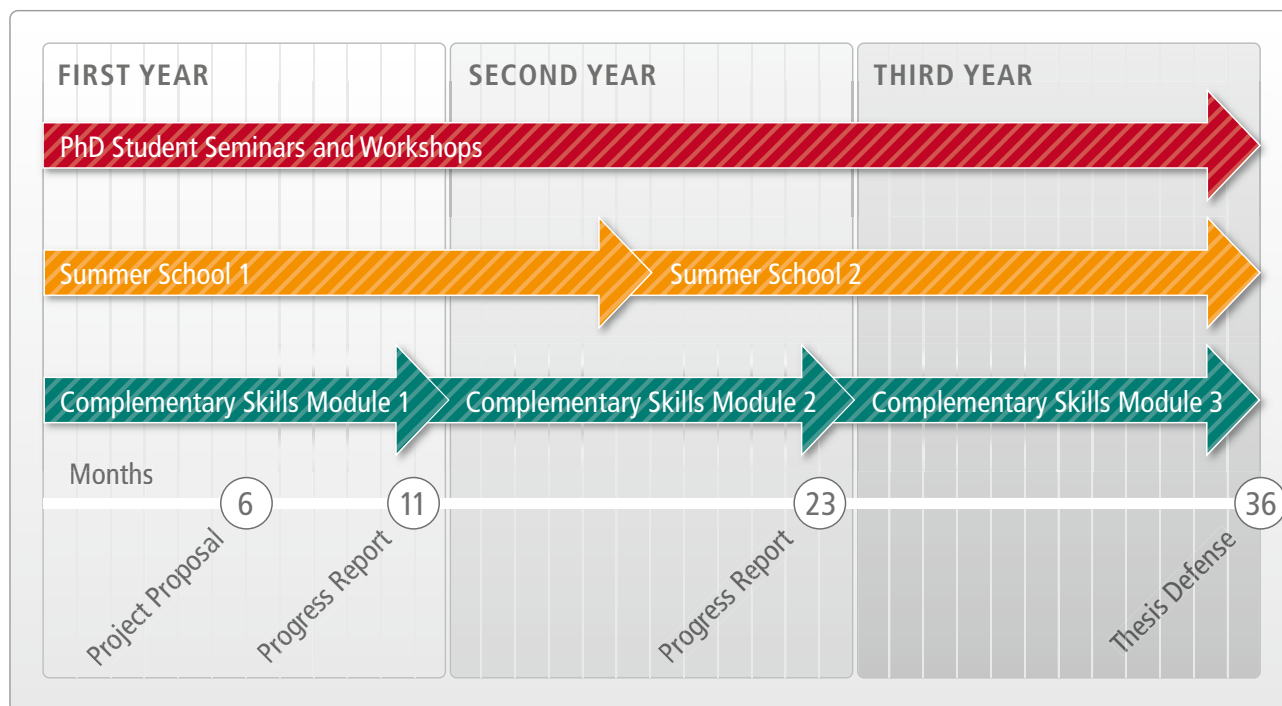 FIRST YEAR
SECOND YEAR
THIRD YEAR
PhD Student Seminars and Workshops
Summer School 1
Summer School 2
Complementary Skills Module 1
Complementary Skills Module 2
Complementary Skills Module 3
Months
6
11
23
36
Project Proposal
Progress Report
Progress Report
Thesis Defense